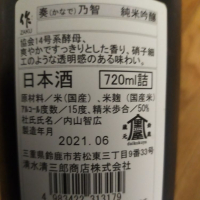 作 奏(かなで)乃智 純米吟醸
ZAKU
協会14号系酵母。
爽やかですっきりとした香り、硝子細
工のような透明感のある味わい。
日本酒 720ml詰
原材料/米(国産)、米麹(国産米)
アルコール度数/15度、精米歩合/50%
杜氏氏名/内山智広
製造年月
2021.06
三重県鈴鹿市若松東三丁目9番33号
清水清三郎商店株式会社